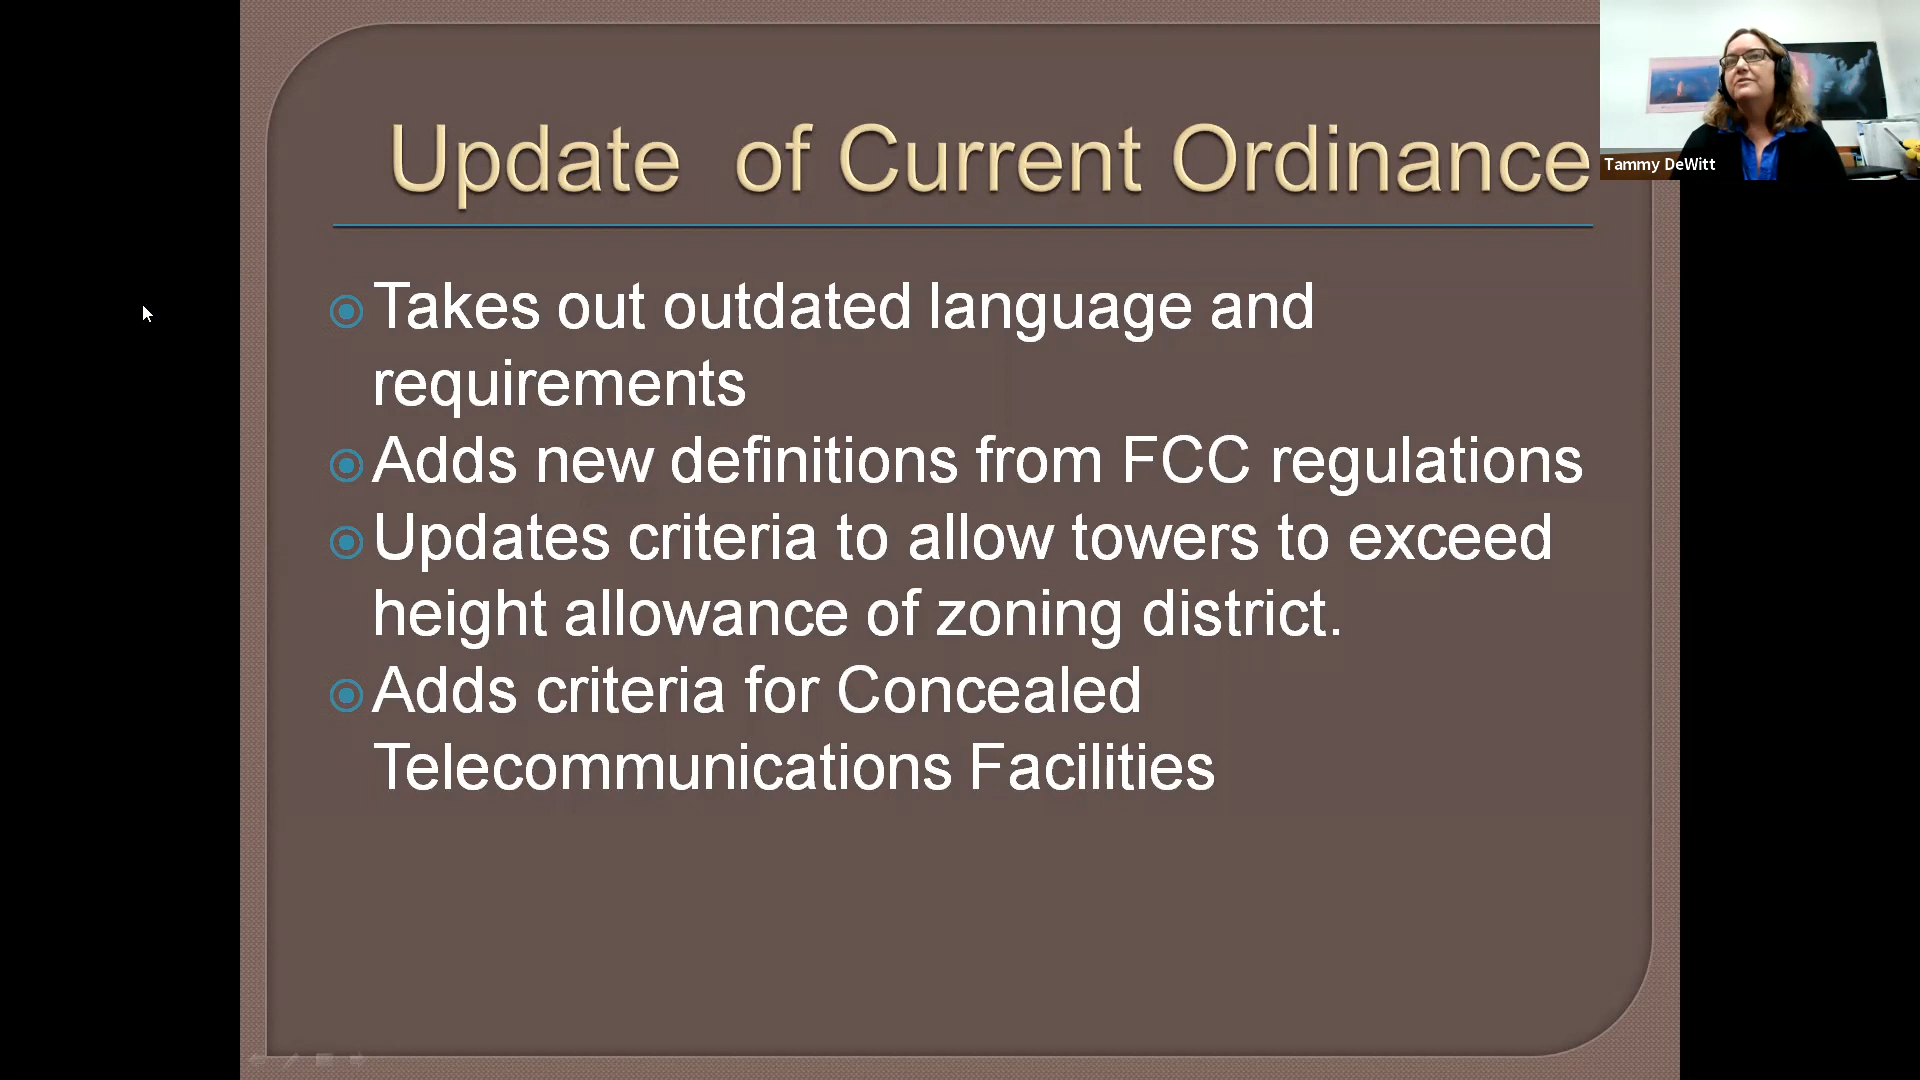 Update of Current Ordinance
Tammy DeWitt
Takes out outdated language and
requirements
Adds new definitions from FCC regulations
Updates criteria to allow towers to exceed
height allowance of zoning district.
Adds criteria for Concealed
Telecommunications Facilities